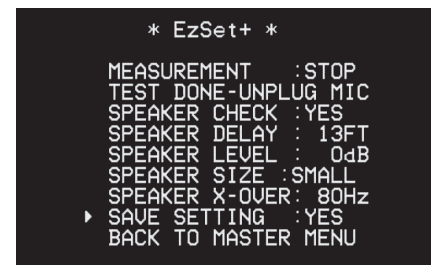 * EzSet+ *
MEASUREMENT :STOP
TEST DONE-UNPLUG MIC
SPEAKER CHECK :YES
SPEAKER DELAY : 13FT
SPEAKER LEVEL : 0dB
SPEAKER SIZE :SMALL
SPEAKER X-OVER: 80Hz
SAVE SETTING :YES
BACK TO MASTER MENU